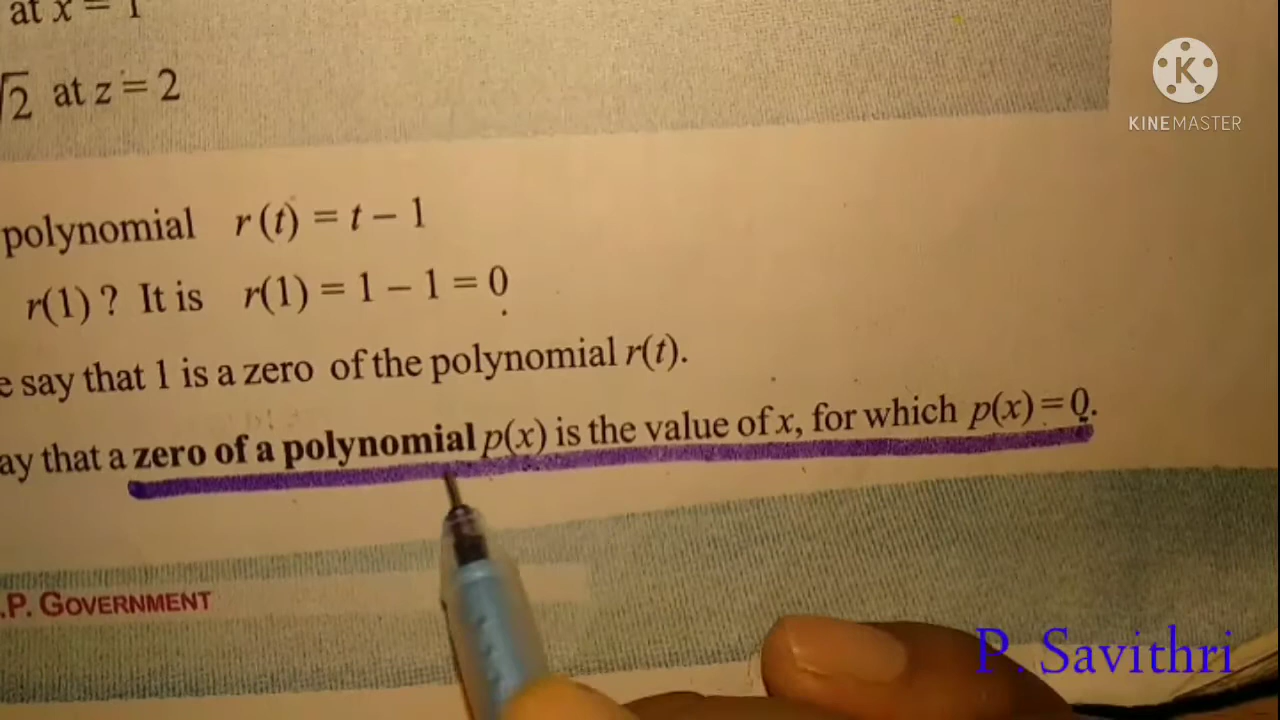 at x = 1
√2 at z = 2
K
KINEMASTER
polynomial r(t) = t – 1
r(1) ? It is r(1) = 1 – 1 = 0
e say that 1 is a zero of the polynomial r(t).
ay that a zero of a polynomial p(x) is the value of x, for which p(x) = 0.
.P. GOVERNMENT
P. Savithri